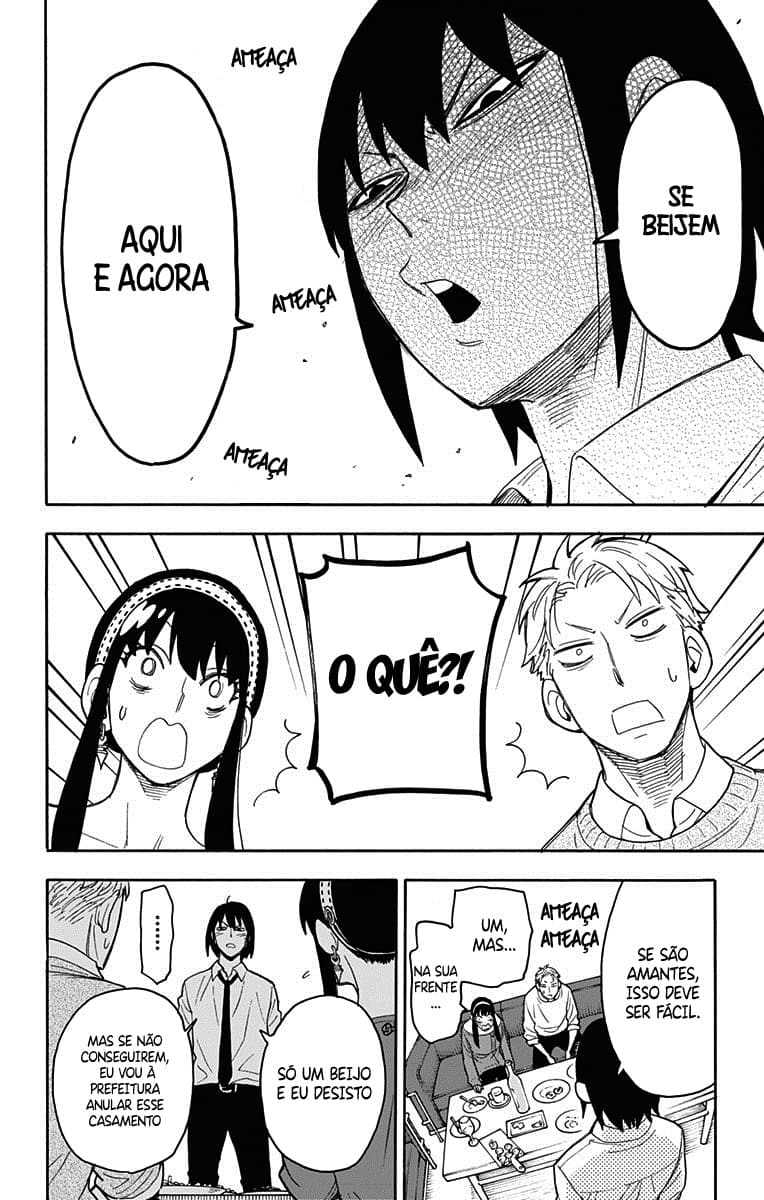 SE
BEIJEM
AMEAÇA
AQUI
E AGORA
AMEAÇA
AMEAÇA
O QUÊ?!
SE SÃO
AMANTES,
ISSO DEVE
SER FÁCIL.
AMEAÇA
AMEAÇA
UM,
MAS...
NA SUA
FRENTE
...
SÓ UM BEIJO
E EU DESISTO
......
MAS SE NÃO
CONSEGUIREM,
EU VOU À
PREFEITURA
ANULAR ESSE
CASAMENTO